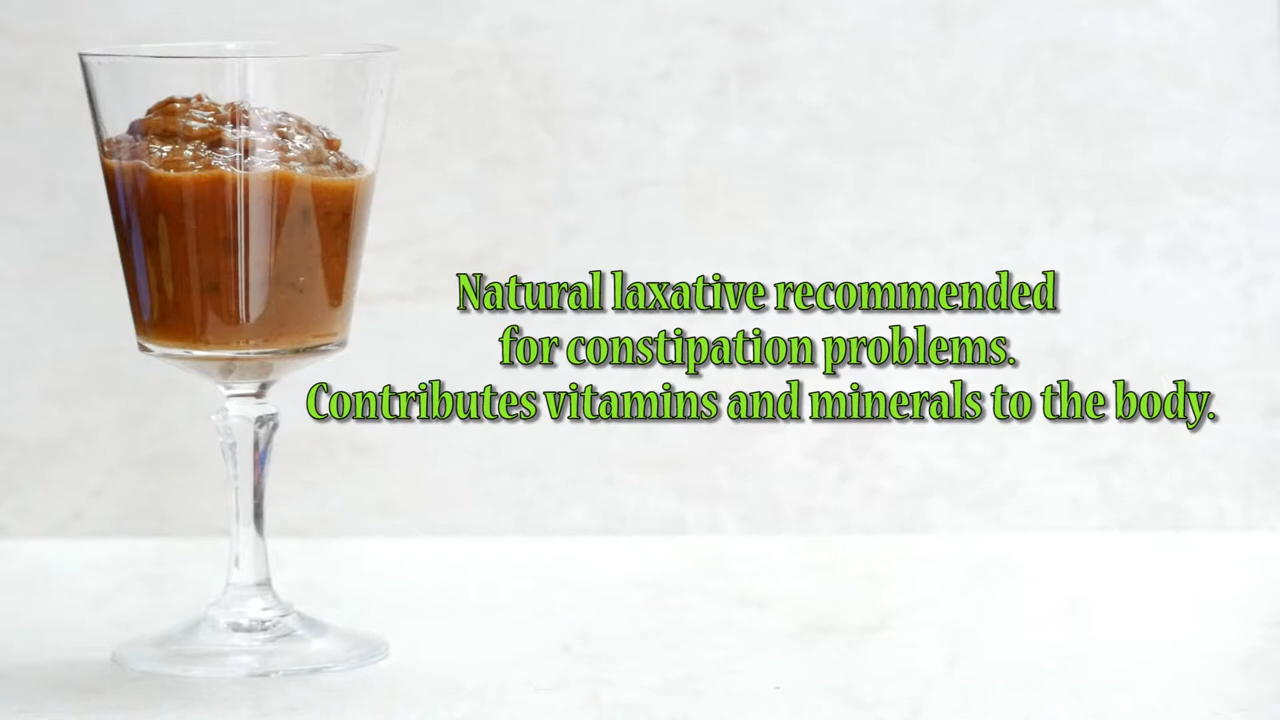 Natural laxative recommended
for constipation problems.
Contributes vitamins and minerals to the body.